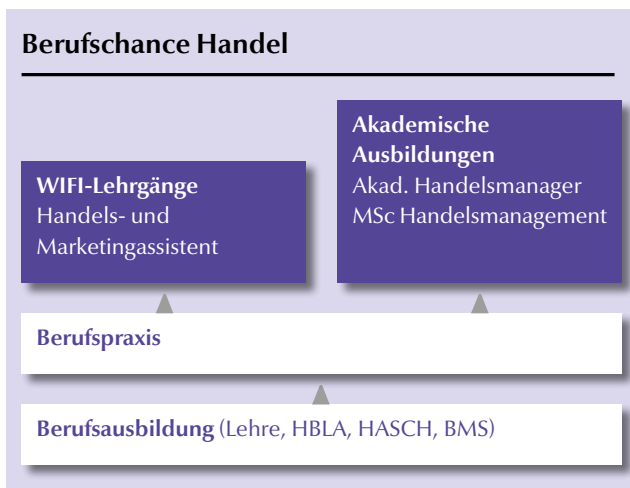 Berufschance Handel
WIFI-Lehrgänge
Handels- und
Marketingassistent
Akademische
Ausbildungen
Akad. Handelsmanager
MSc Handelsmanagement
Berufspraxis
Berufsausbildung (Lehre, HBLA, HASCH, BMS)